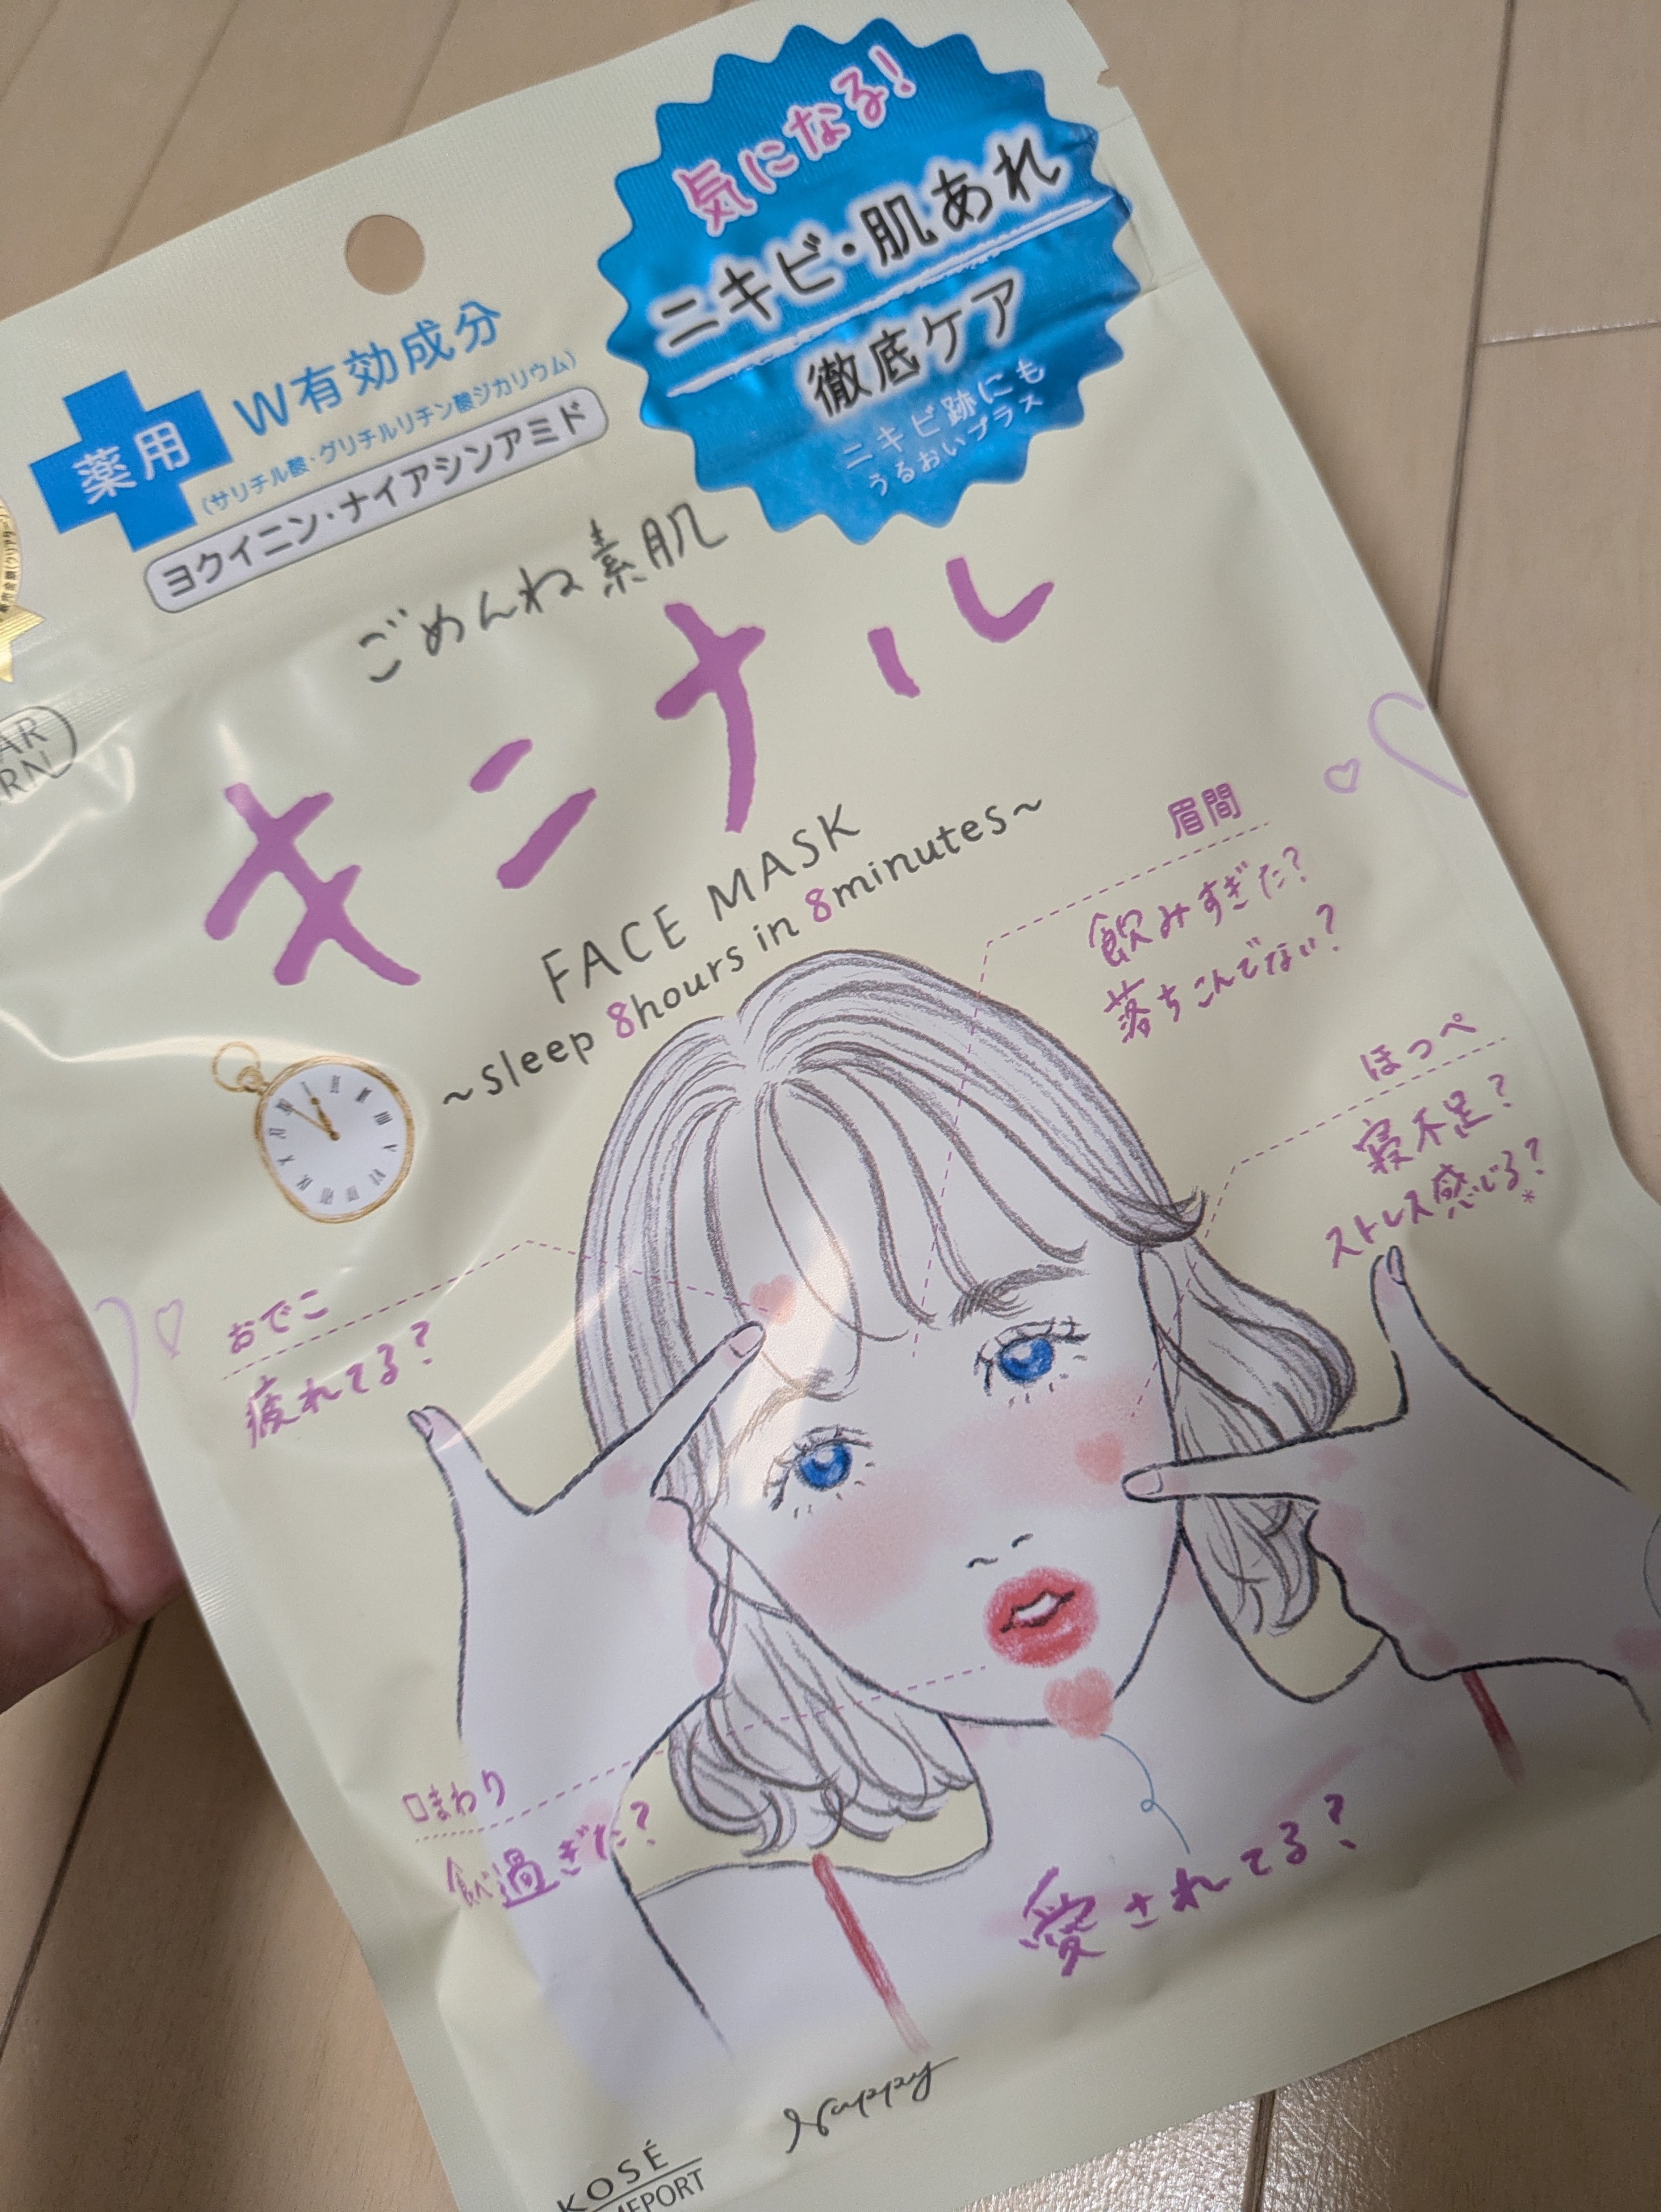 気になる!
ニキビ・肌あれ
徹底ケア
ニキビ跡にも
うるおいプラス
薬用
W有効成分
(サリチル酸・グリチルリチン酸ジカリウム)
ヨクイニン・ナイアシンアミド
ごめんね素肌
キニナル
FACE MASK
~sleep 8hours in 8minutes~
眉間
飲みすぎた?
落ちこんでない?
ほっぺ
寝不足?
ストレス感じる?*
おでこ
疲れてる?
口まわり
食べ過ぎた?
愛されてる?
Nappy
KOSÉ